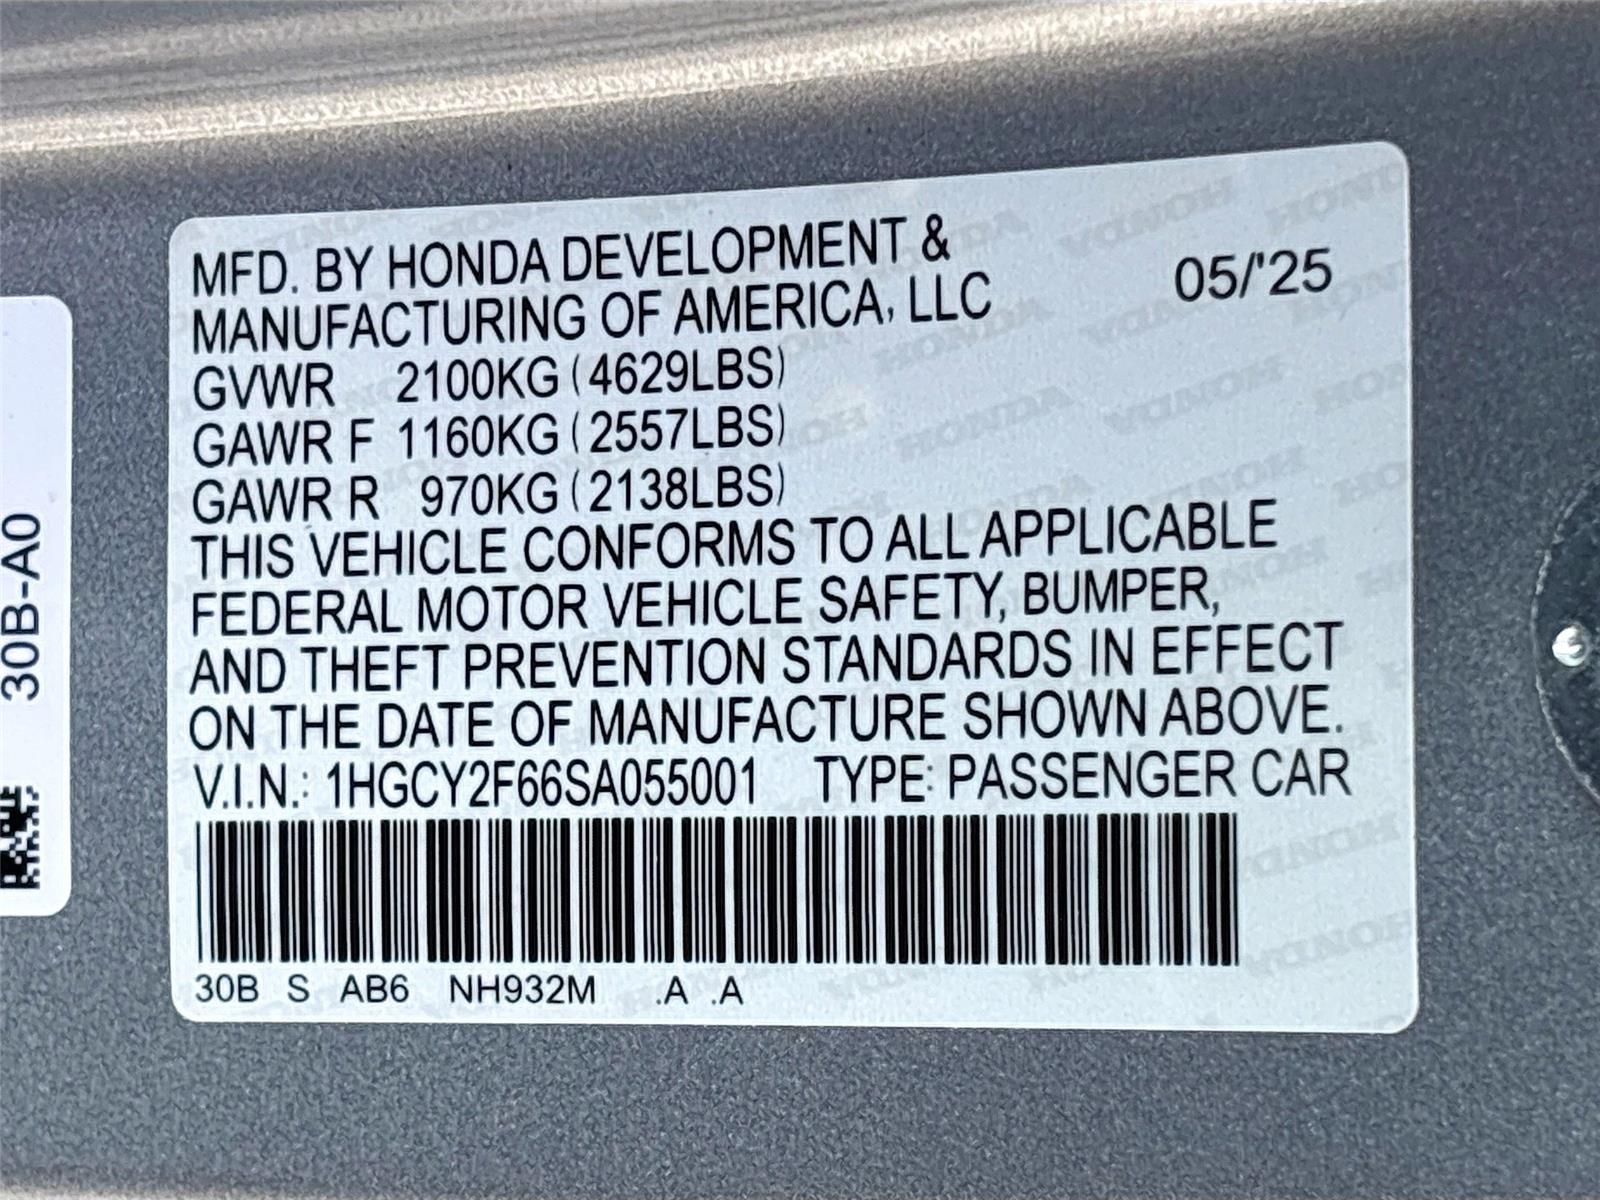 MFD. BY HONDA DEVELOPMENT &
MANUFACTURING OF AMERICA, LLC
05/'25
GVWR 2100KG (4629LBS)
GAWR F 1160KG (2557LBS)
GAWR R 970KG (2138LBS)
THIS VEHICLE CONFORMS TO ALL APPLICABLE
FEDERAL MOTOR VEHICLE SAFETY, BUMPER,
AND THEFT PREVENTION STANDARDS IN EFFECT
ON THE DATE OF MANUFACTURE SHOWN ABOVE.
V.I.N.: 1HGCY2F66SA055001 TYPE: PASSENGER CAR
30B S AB6 NH932M .A .A
30B-A0